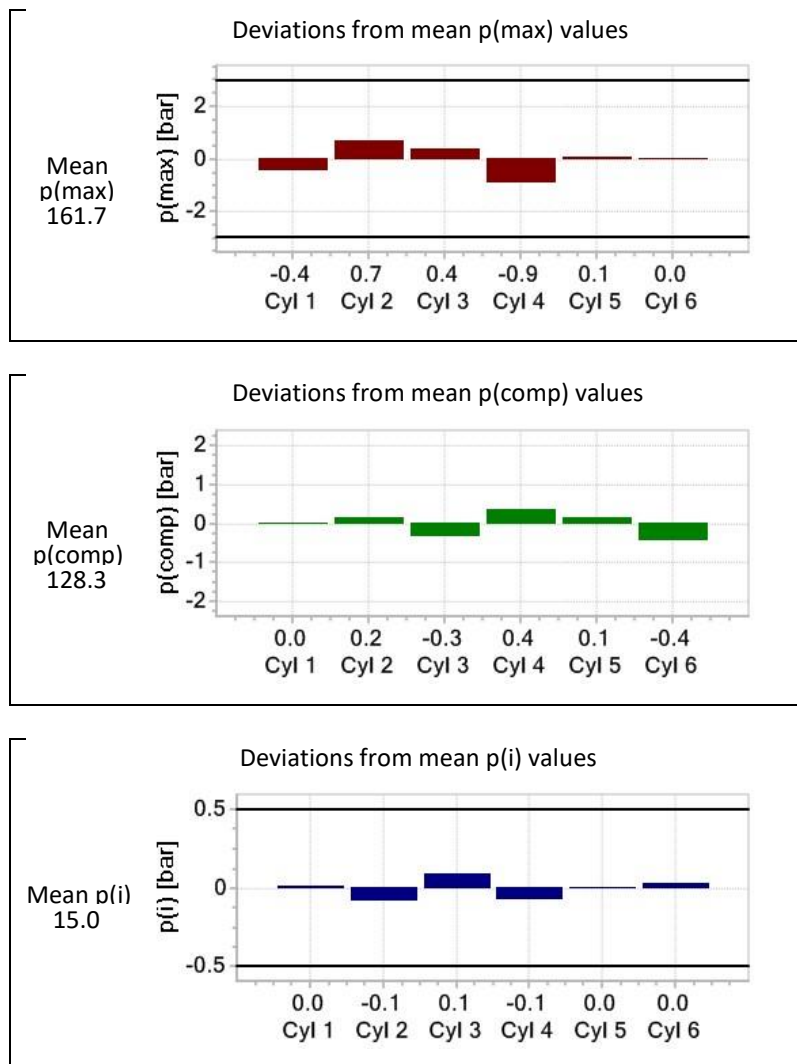 Deviations from mean p(max) values
Mean
p(max)
161.7
p(max) [bar]
2
0
-2
-0.4 0.7 0.4 -0.9 0.1 0.0
Cyl 1 Cyl 2 Cyl 3 Cyl 4 Cyl 5 Cyl 6
Deviations from mean p(comp) values
Mean
p(comp)
128.3
p(comp) [bar]
2
1
0
-1
-2
0.0 0.2 -0.3 0.4 0.1 -0.4
Cyl 1 Cyl 2 Cyl 3 Cyl 4 Cyl 5 Cyl 6
Deviations from mean p(i) values
Mean p(i)
15.0
p(i) [bar]
0.5
0
-0.5
0.0 -0.1 0.1 -0.1 0.0 0.0
Cyl 1 Cyl 2 Cyl 3 Cyl 4 Cyl 5 Cyl 6